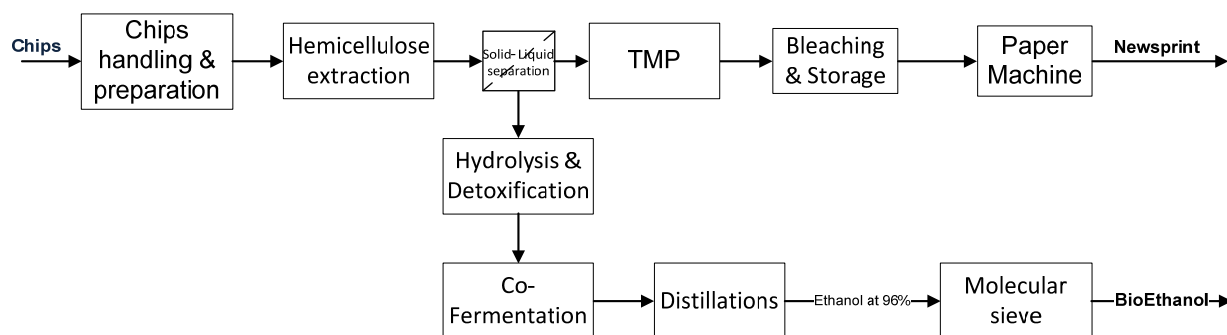 Chips
Chips
handling &
preparation
Hemicellulose
extraction
Solid-Liquid
separation
TMP
Bleaching
& Storage
Paper
Machine
Newsprint
Hydrolysis &
Detoxification
Co-
Fermentation
Distillations
Ethanol at 96%
Molecular
sieve
BioEthanol